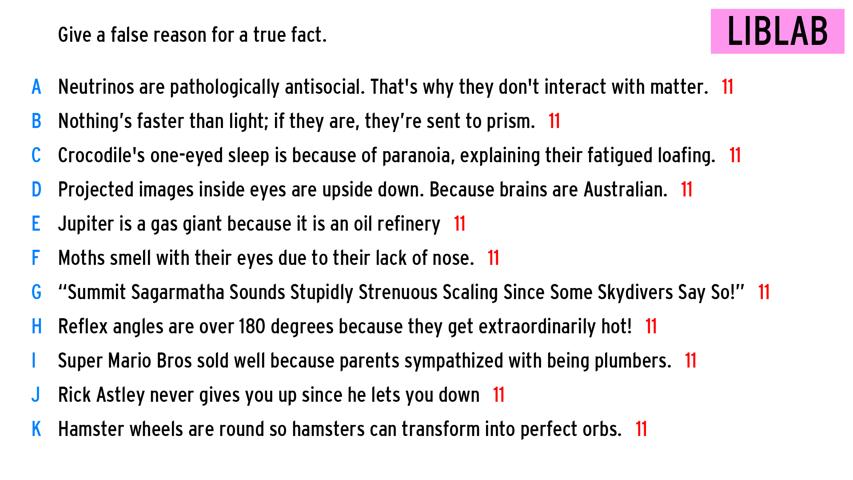 LIBLAB
Give a false reason for a true fact.
A Neutrinos are pathologically antisocial. That's why they don't interact with matter. 11
B Nothing’s faster than light; if they are, they’re sent to prism. 11
C Crocodile's one-eyed sleep is because of paranoia, explaining their fatigued loafing. 11
D Projected images inside eyes are upside down. Because brains are Australian. 11
E Jupiter is a gas giant because it is an oil refinery 11
F Moths smell with their eyes due to their lack of nose. 11
G “Summit Sagarmatha Sounds Stupidly Strenuous Scaling Since Some Skydivers Say So!” 11
H Reflex angles are over 180 degrees because they get extraordinarily hot! 11
I Super Mario Bros sold well because parents sympathized with being plumbers. 11
J Rick Astley never gives you up since he lets you down 11
K Hamster wheels are round so hamsters can transform into perfect orbs. 11